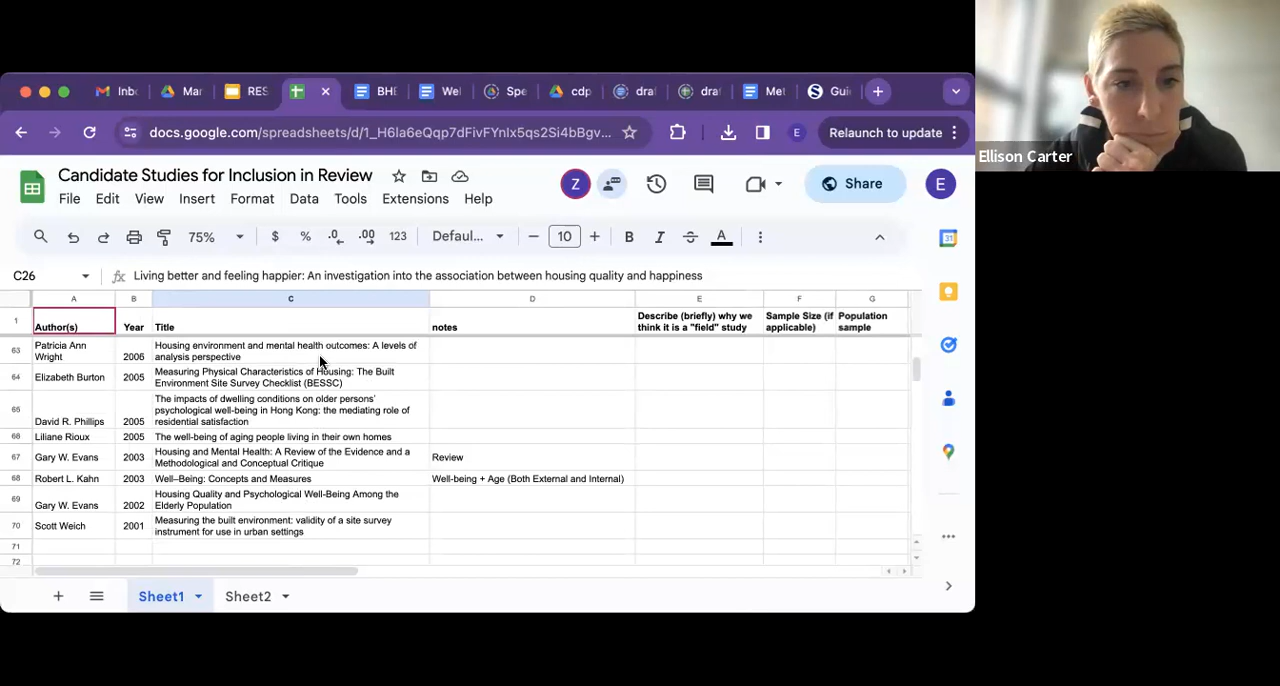 Inb
Mar
RES
BHE
Wel
Spe
cdp
draf
draf
Met
Gui
docs.google.com/spreadsheets/d/1_H6la6eQqp7dFivFYnIx5qs2Si4bBgv...
E
Relaunch to update
Ellison Carter
Candidate Studies for Inclusion in Review
Z
Share
E
File Edit View Insert Format Data Tools Extensions Help
75% $ % .0 .00 123 Defaul... 10 B I S A
C26 fx Living better and feeling happier: An investigation into the association between housing quality and happiness
A B C D E F G
1 Author(s) Year Title notes Describe (briefly) why we think it is a "field" study Sample Size (if applicable) Population sample
63 Patricia Ann Wright 2006 Housing environment and mental health outcomes: A levels of analysis perspective
64 Elizabeth Burton 2005 Measuring Physical Characteristics of Housing: The Built Environment Site Survey Checklist (BESSC)
65 David R. Phillips 2005 The impacts of dwelling conditions on older persons' psychological well-being in Hong Kong: the mediating role of residential satisfaction
66 Liliane Rioux 2005 The well-being of aging people living in their own homes
67 Gary W. Evans 2003 Housing and Mental Health: A Review of the Evidence and a Methodological and Conceptual Critique Review
68 Robert L. Kahn 2003 Well–Being: Concepts and Measures Well-being + Age (Both External and Internal)
69 Gary W. Evans 2002 Housing Quality and Psychological Well-Being Among the Elderly Population
70 Scott Weich 2001 Measuring the built environment: validity of a site survey instrument for use in urban settings
71
72
Sheet1 Sheet2